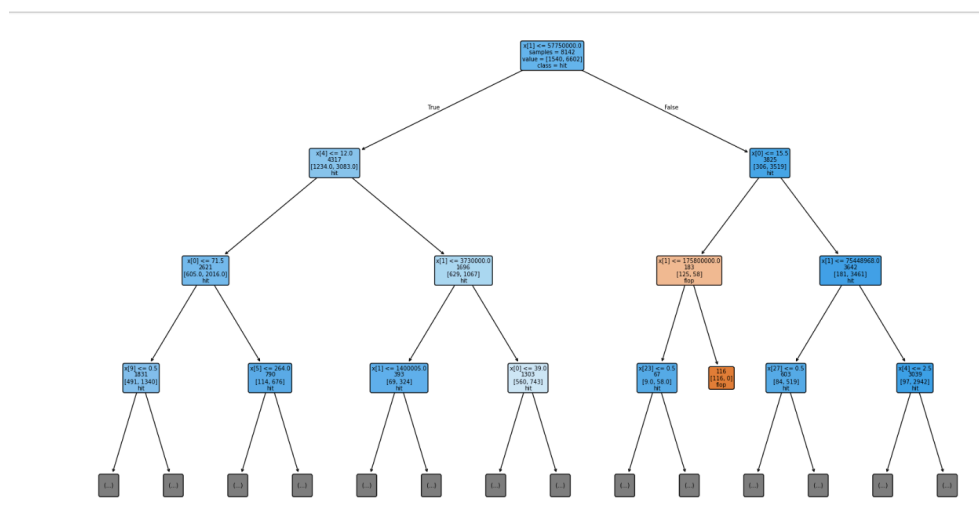 x[1] <= 57750000.0
samples = 8142
value = [1540, 6602]
class = hit
True
False
x[4] <= 12.0
4317
[1234.0, 3083.0]
hit
x[0] <= 15.5
3825
[306, 3519]
hit
x[0] <= 71.5
2621
[605.0, 2016.0]
hit
x[1] <= 3730000.0
1696
[629, 1067]
hit
x[1] <= 175800000.0
183
[125, 58]
flop
x[1] <= 75448968.0
3642
[181, 3461]
hit
x[9] <= 0.5
1831
[491, 1340]
hit
x[5] <= 264.0
790
[114, 676]
hit
x[1] <= 1400005.0
393
[69, 324]
hit
x[0] <= 39.0
1303
[560, 743]
hit
x[23] <= 0.5
67
[9.0, 58.0]
hit
116
[116, 0]
flop
x[27] <= 0.5
603
[84, 519]
hit
x[4] <= 2.5
3039
[97, 2942]
hit
(...)
(...)
(...)
(...)
(...)
(...)
(...)
(...)
(...)
(...)
(...)
(...)
(...)
(...)